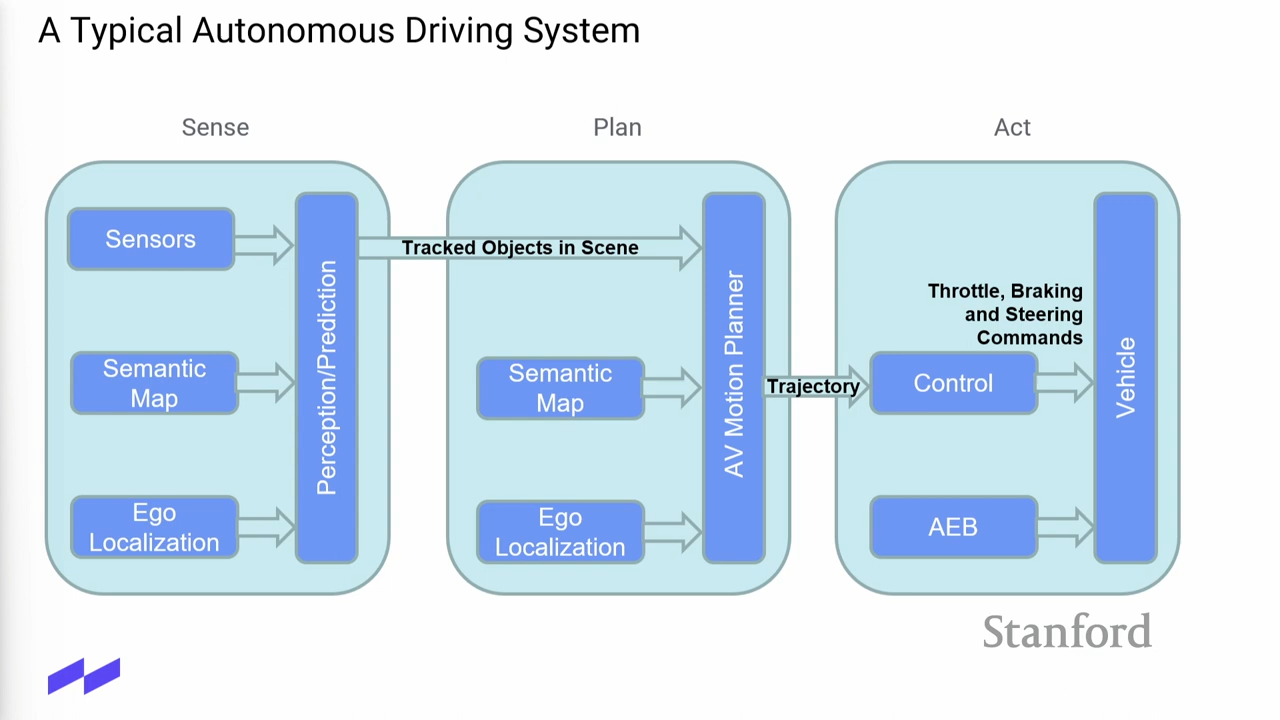 A Typical Autonomous Driving System
Sense
Plan
Act
Sensors
Semantic
Map
Ego
Localization
Perception/Prediction
Tracked Objects in Scene
Semantic
Map
Ego
Localization
AV Motion Planner
Trajectory
Throttle, Braking
and Steering
Commands
Control
AEB
Vehicle
Stanford